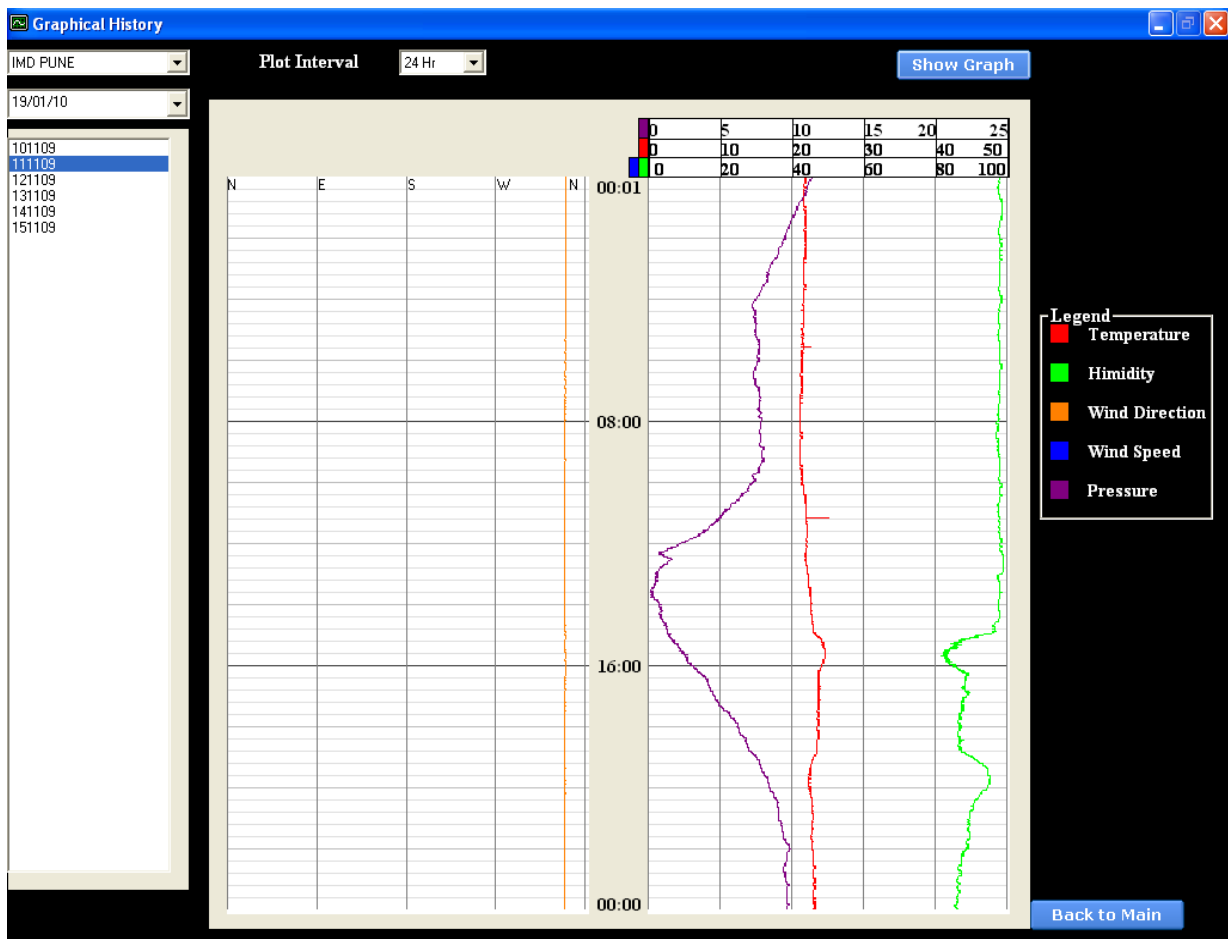 Graphical History
IMD PUNE
Plot Interval
24 Hr
Show Graph
19/01/10
101109
111109
121109
131109
141109
151109
0 5 10 15 20 25
0 10 20 30 40 50
0 20 40 60 80 100
N E S W N
00:01
08:00
16:00
00:00
Legend
Temperature
Himidity
Wind Direction
Wind Speed
Pressure
Back to Main